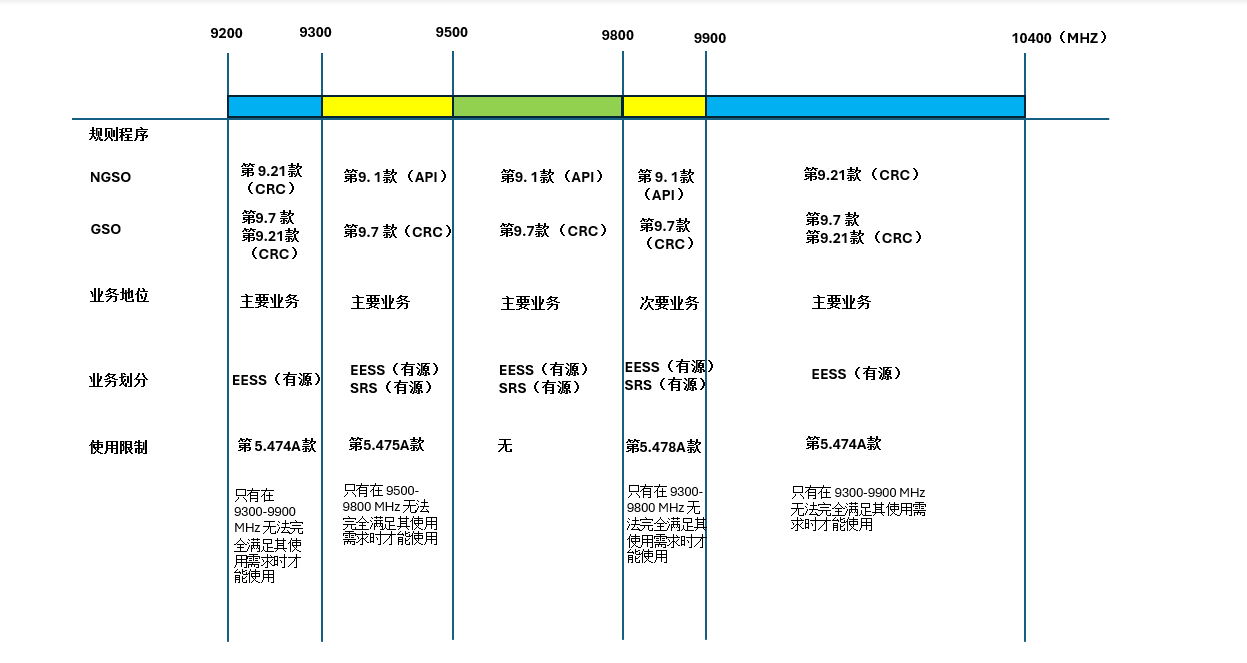 9200
9300
9500
9800
9900
10400（MHZ）
规则程序
NGSO
第 9.21款
（CRC）
第9. 1款（API）
第9. 1款（API）
第 9. 1款
（API）
第9.21款（CRC）
GSO
第9.7 款
第9.21款
（CRC）
第9.7 款（CRC）
第9.7款（CRC）
第9.7款
（CRC）
第9.7 款
第9.21款（CRC）
业务地位
主要业务
主要业务
主要业务
次要业务
主要业务
业务划分
EESS（有源）
EESS（有源）
SRS（有源）
EESS（有源）
SRS（有源）
EESS（有源）
SRS（有源）
EESS（有源）
使用限制
第 5.474A款
第5.475A款
无
第5.478A款
第5.474A款
只有在
9300-9900
MHz 无法完
全满足其使
用需求时才
能使用
只有在 9500-
9800 MHz 无法
完全满足其使用
需求时才能使用
只有在 9300-
9800 MHz 无
法完全满足其
使用需求时才
能使用
只有在 9300-9900 MHz
无法完全满足其使用需
求时才能使用